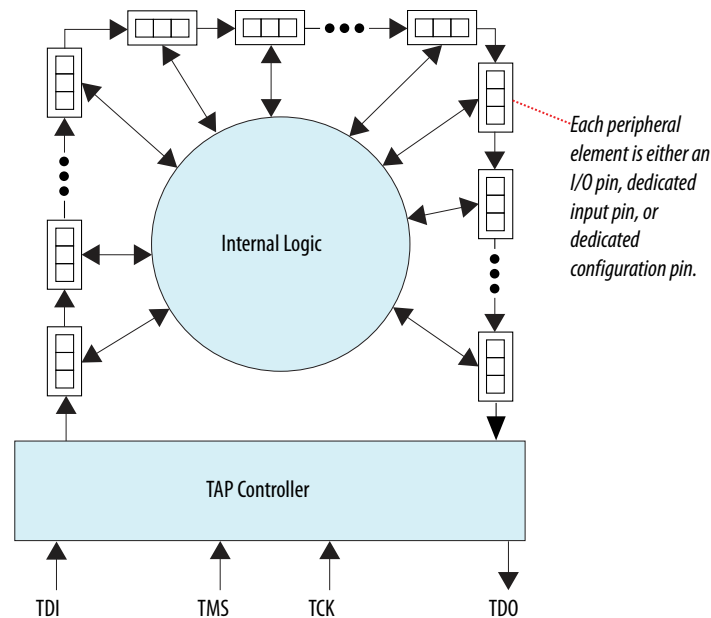 Each peripheral
element is either an
I/O pin, dedicated
input pin, or
dedicated
configuration pin.
Internal Logic
TAP Controller
TDI
TMS
TCK
TDO